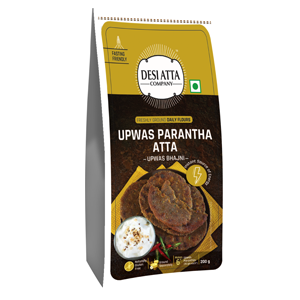 FASTING
FRIENDLY
DESI ATTA
COMPANY
FRESHLY GROUND DAILY FLOURS
UPWAS PARANTHA
ATTA
–UPWAS BHAJNI–
200 g